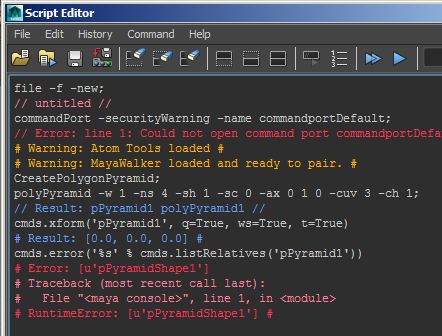 Script Editor
File Edit History Command Help
file -f -new;
// untitled //
commandPort -securityWarning -name commandportDefault;
// Error: line 1: Could not open command port commandportDefa
# Warning: Atom Tools loaded #
# Warning: MayaWalker loaded and ready to pair. #
CreatePolygonPyramid;
polyPyramid -w 1 -ns 4 -sh 1 -sc 0 -ax 0 1 0 -cuv 3 -ch 1;
// Result: pPyramid1 polyPyramid1 //
cmds.xform('pPyramid1', q=True, ws=True, t=True)
# Result: [0.0, 0.0, 0.0] #
cmds.error('%s' % cmds.listRelatives('pPyramid1'))
# Error: [u'pPyramidShape1']
# Traceback (most recent call last):
#   File "<maya console>", line 1, in <module>
# RuntimeError: [u'pPyramidShape1'] #